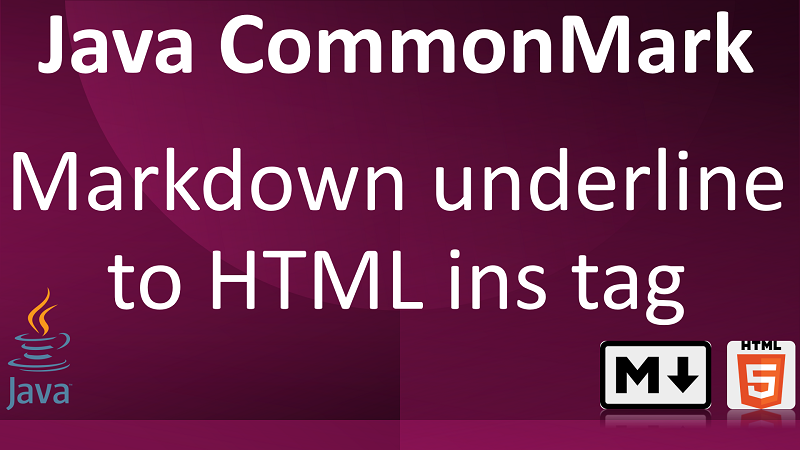 Java CommonMark
Markdown underline
to HTML ins tag
Java
M
HTML
5